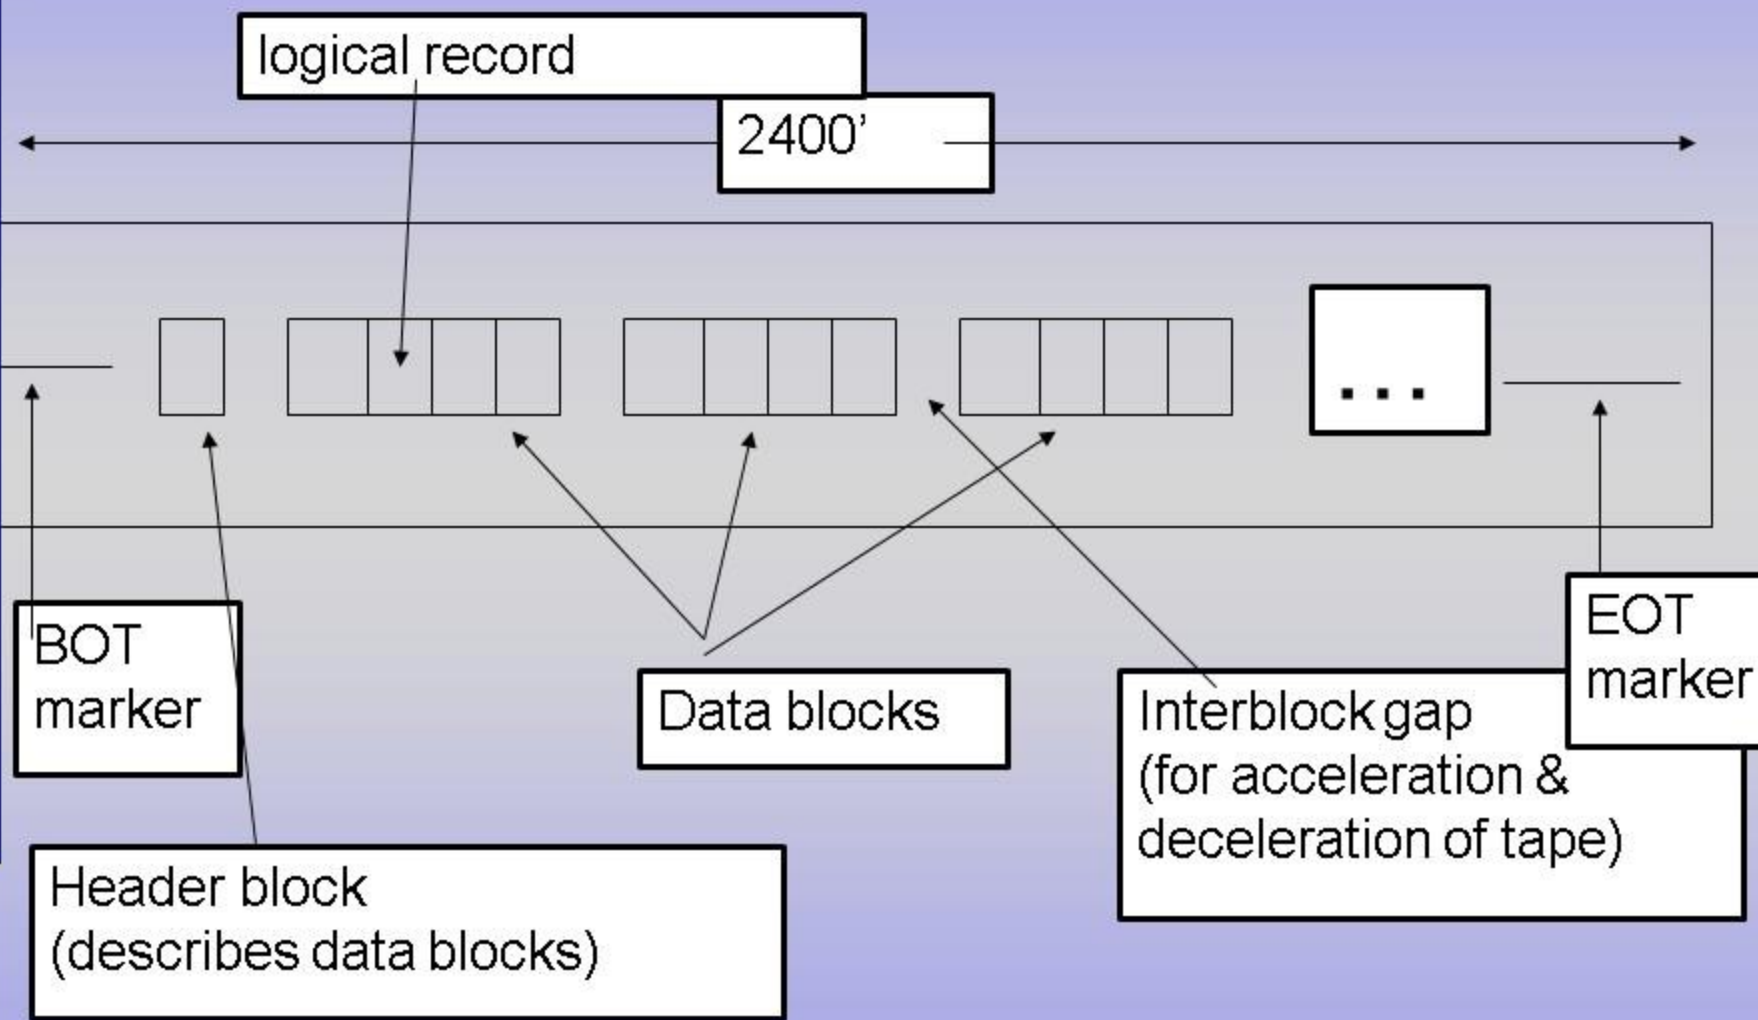 logical record
2400’
...
BOT
marker
Data blocks
Interblock gap
(for acceleration &
deceleration of tape)
EOT
marker
Header block
(describes data blocks)